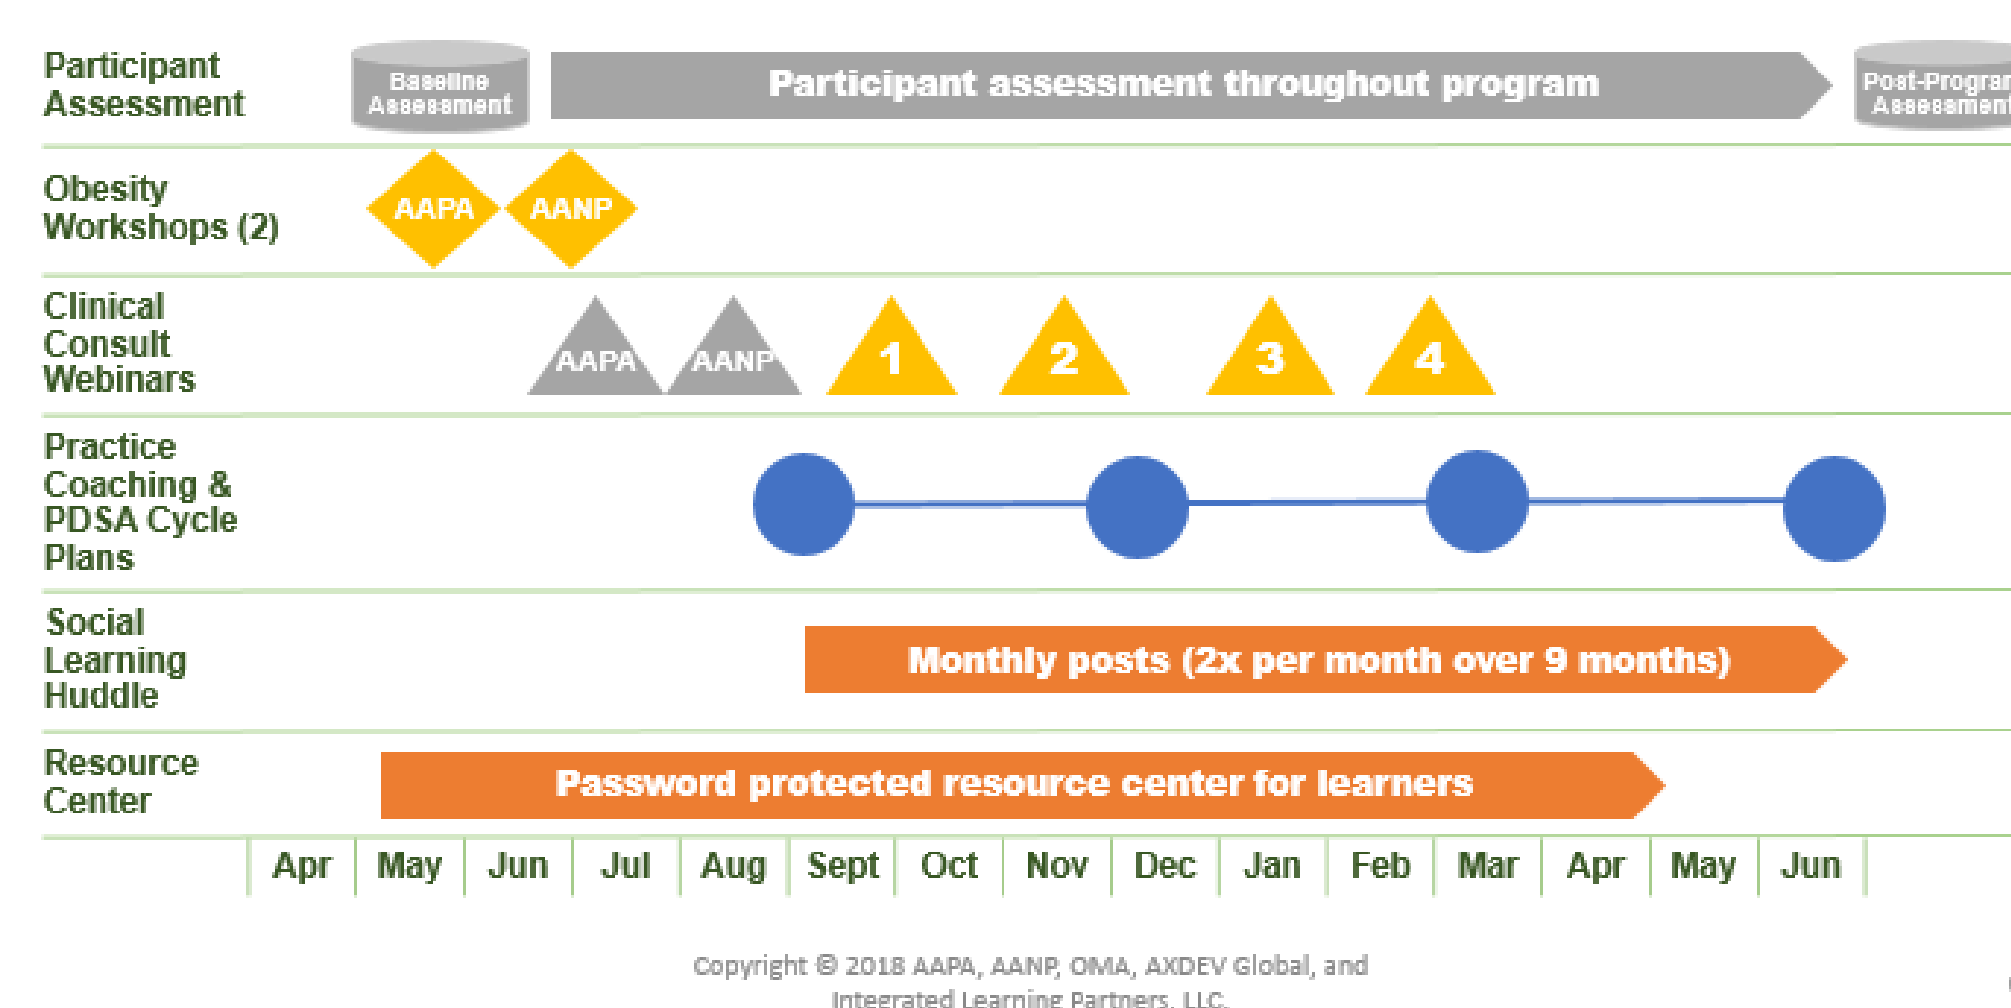 Participant
Assessment
Baseline
Assessment
Participant assessment throughout program
Obesity
Workshops (2)
AAPA
AANP
Clinical
Consult
Webinars
AAPA
AANP
1
2
3
4
Practice
Coaching &
PDSA Cycle
Plans
Social
Learning
Huddle
Monthly posts (2x per month over 9 months)
Resource
Center
Password protected resource center for learners
Apr May Jun Jul Aug Sept Oct Nov Dec Jan Feb Mar Apr May Jun
Copyright © 2018 AAPA, AANP, OMA, AXDEV Global, and
Integrated Learning Partners, LLC.